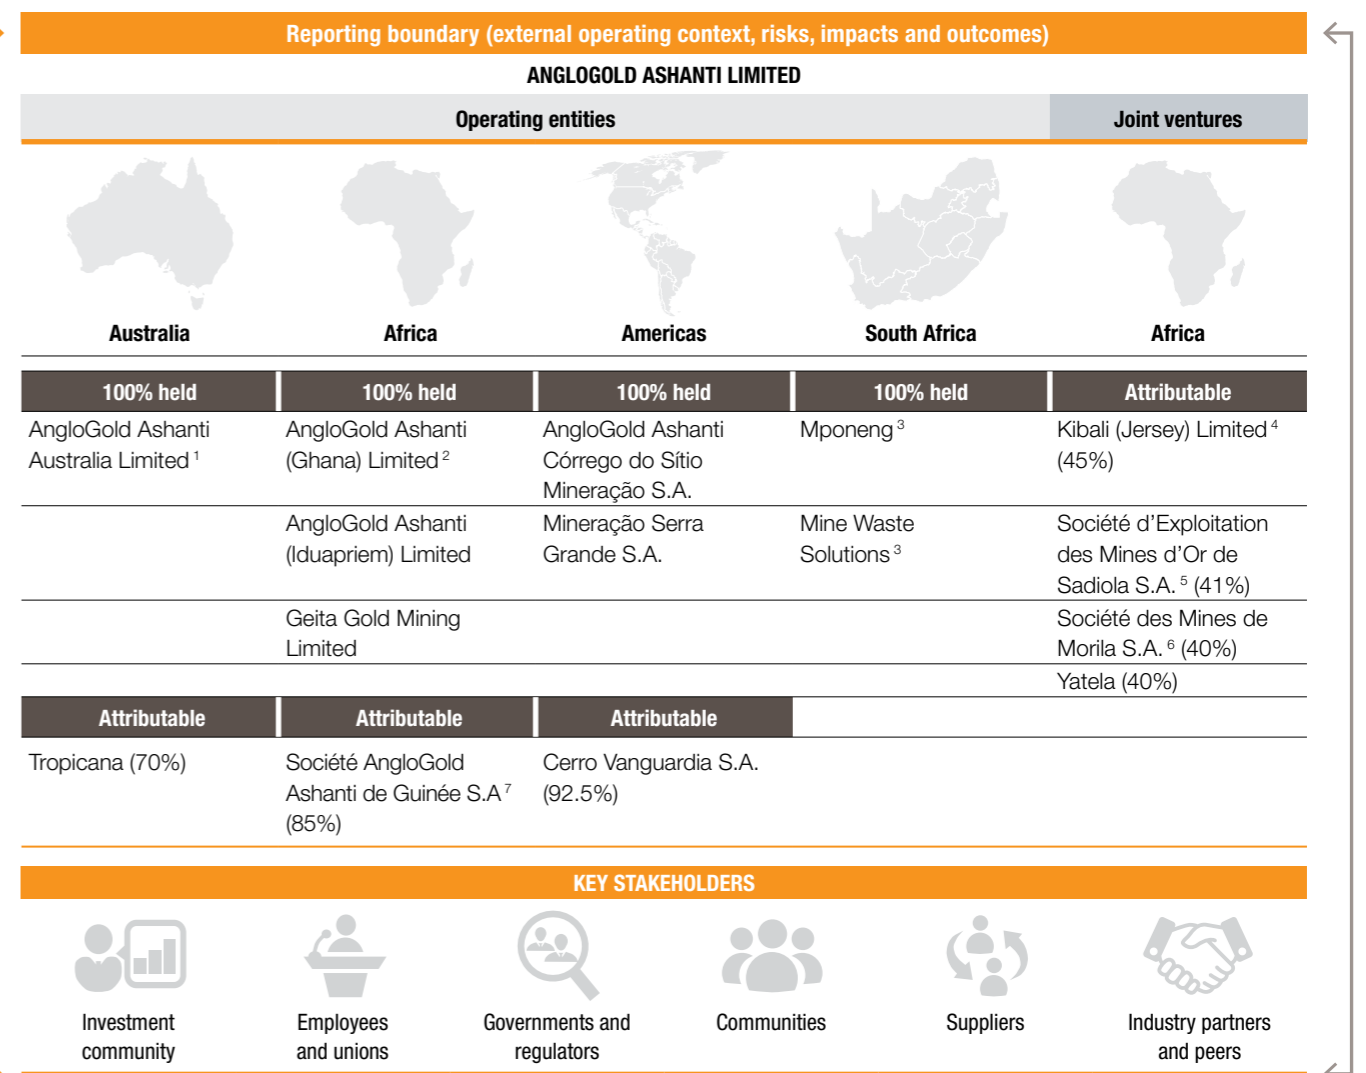 Reporting boundary (external operating context, risks, impacts and outcomes)
ANGLOGOLD ASHANTI LIMITED
Operating entities
Joint ventures
Australia
Africa
Americas
South Africa
Africa
100% held
100% held
100% held
100% held
Attributable
AngloGold Ashanti
Australia Limited 1
AngloGold Ashanti
(Ghana) Limited 2
AngloGold Ashanti
Córrego do Sítio
Mineração S.A.
Mponeng 3
Kibali (Jersey) Limited 4
(45%)
AngloGold Ashanti
(Iduapriem) Limited
Mineração Serra
Grande S.A.
Mine Waste
Solutions 3
Société d’Exploitation
des Mines d’Or de
Sadiola S.A. 5 (41%)
Geita Gold Mining
Limited
Société des Mines de
Morila S.A. 6 (40%)
Yatela (40%)
Attributable
Attributable
Attributable
Tropicana (70%)
Société AngloGold
Ashanti de Guinée S.A 7
(85%)
Cerro Vanguardia S.A.
(92.5%)
KEY STAKEHOLDERS
Investment
community
Employees
and unions
Governments and
regulators
Communities
Suppliers
Industry partners
and peers